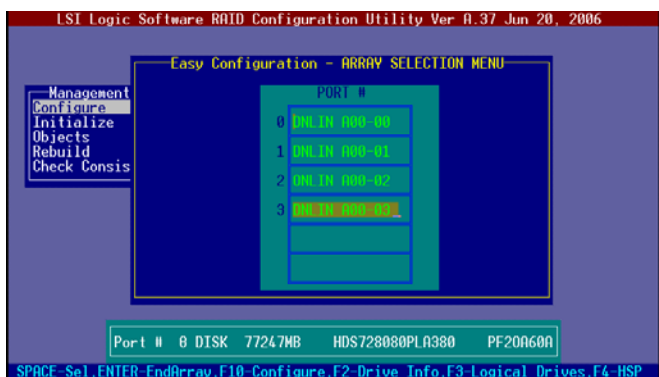 LSI Logic Software RAID Configuration Utility Ver A.37 Jun 20, 2006
Easy Configuration - ARRAY SELECTION MENU
Management
Configure
Initialize
Objects
Rebuild
Check Consis
PORT #
0 ONLIN A00-00
1 ONLIN A00-01
2 ONLIN A00-02
3 ONLIN A00-03
Port # 0 DISK 77247MB HDS728080PLA380 PF2OA60A
SPACE-Sel,ENTER-EndArray,F10-Configure,F2-Drive Info,F3-Logical Drives,F4-HSP